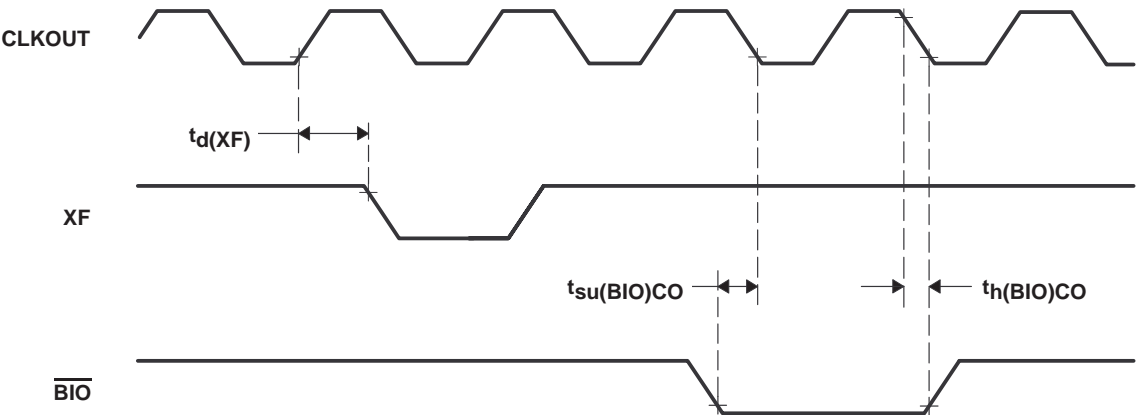 CLKOUT
td(XF)
XF
tsu(BIO)CO
th(BIO)CO
BIO